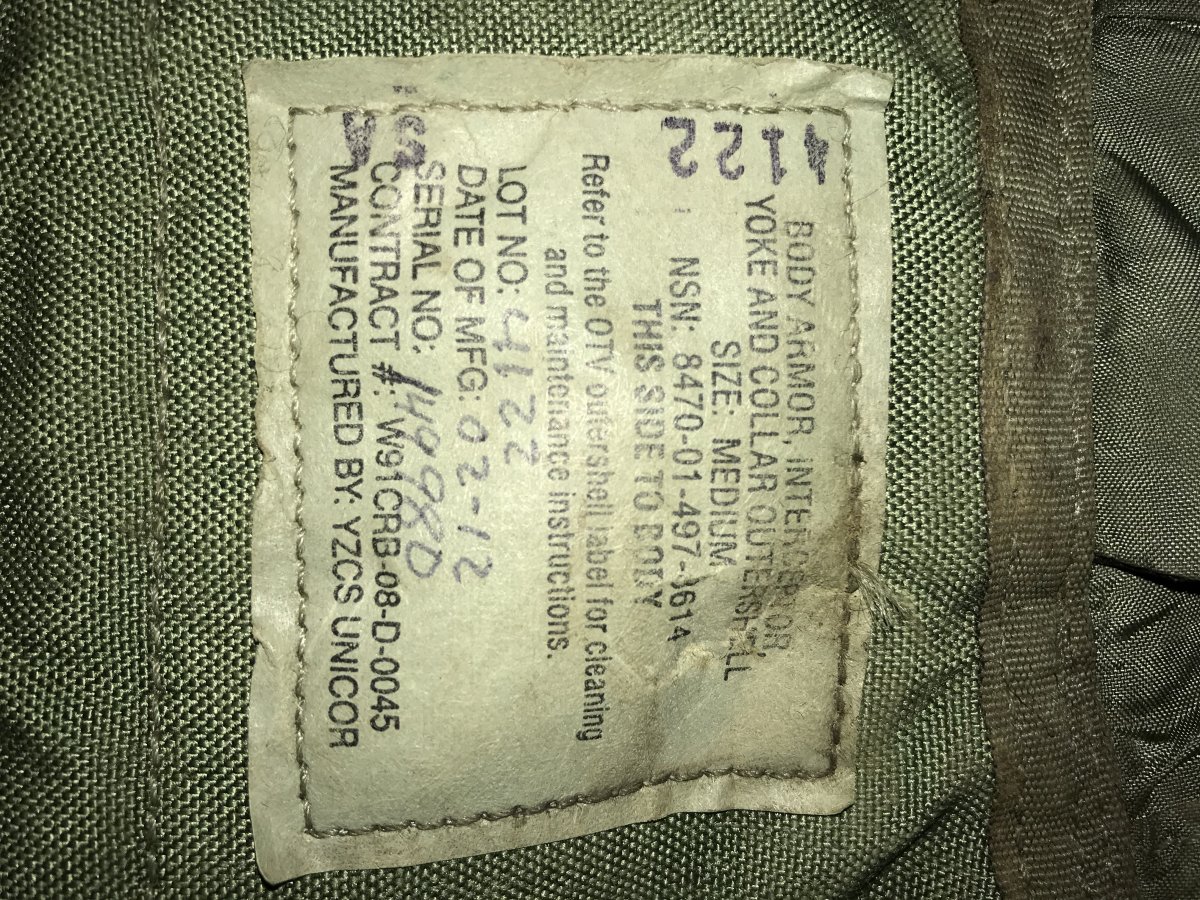 4122
BODY ARMOR, INTERCEPTOR,
YOKE AND COLLAR OUTERSHELL
SIZE: MEDIUM
NSN: 8470-01-497-3614
THIS SIDE TO BODY
Refer to the OTV outershell label for cleaning
and maintenance instructions.
LOT NO: 4122
DATE OF MFG: 02-12
SERIAL NO: 149980
CONTRACT #: W91CRB-08-D-0045
MANUFACTURED BY: YZCS UNICOR